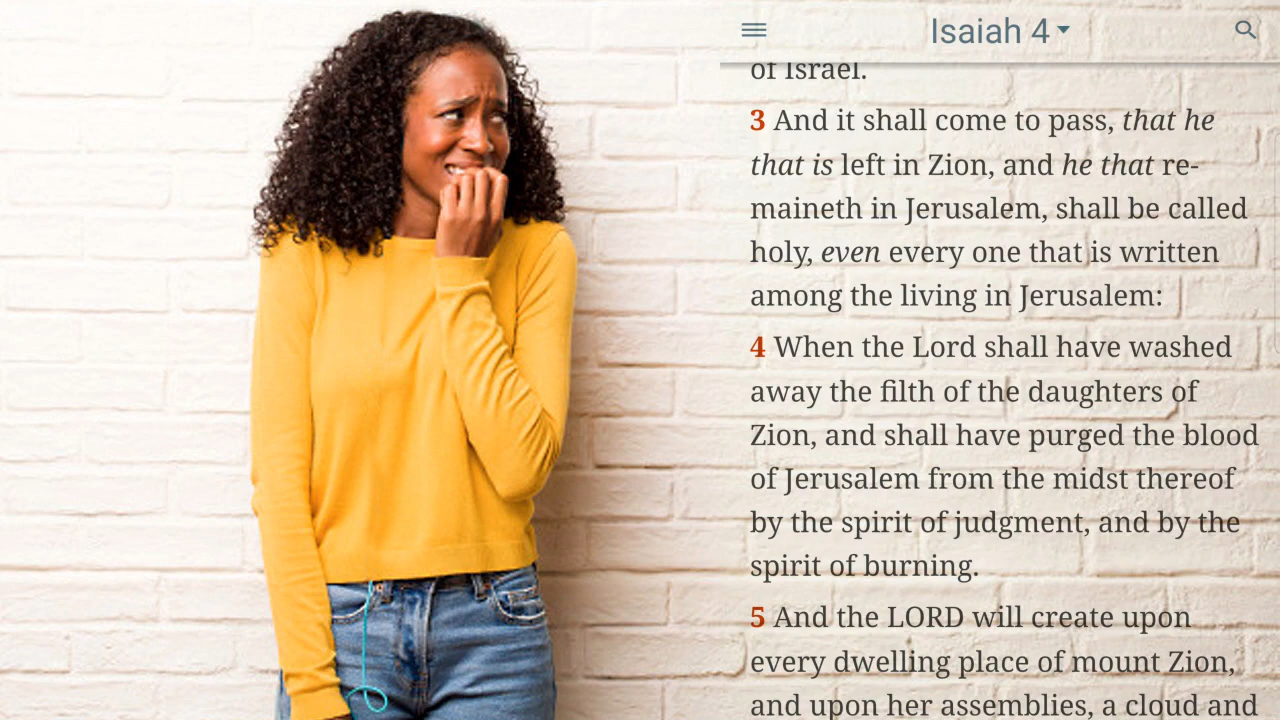 Isaiah 4
of Israel.
3 And it shall come to pass, that he
that is left in Zion, and he that re-
maineth in Jerusalem, shall be called
holy, even every one that is written
among the living in Jerusalem:
4 When the Lord shall have washed
away the filth of the daughters of
Zion, and shall have purged the blood
of Jerusalem from the midst thereof
by the spirit of judgment, and by the
spirit of burning.
5 And the LORD will create upon
every dwelling place of mount Zion,
and upon her assemblies, a cloud and